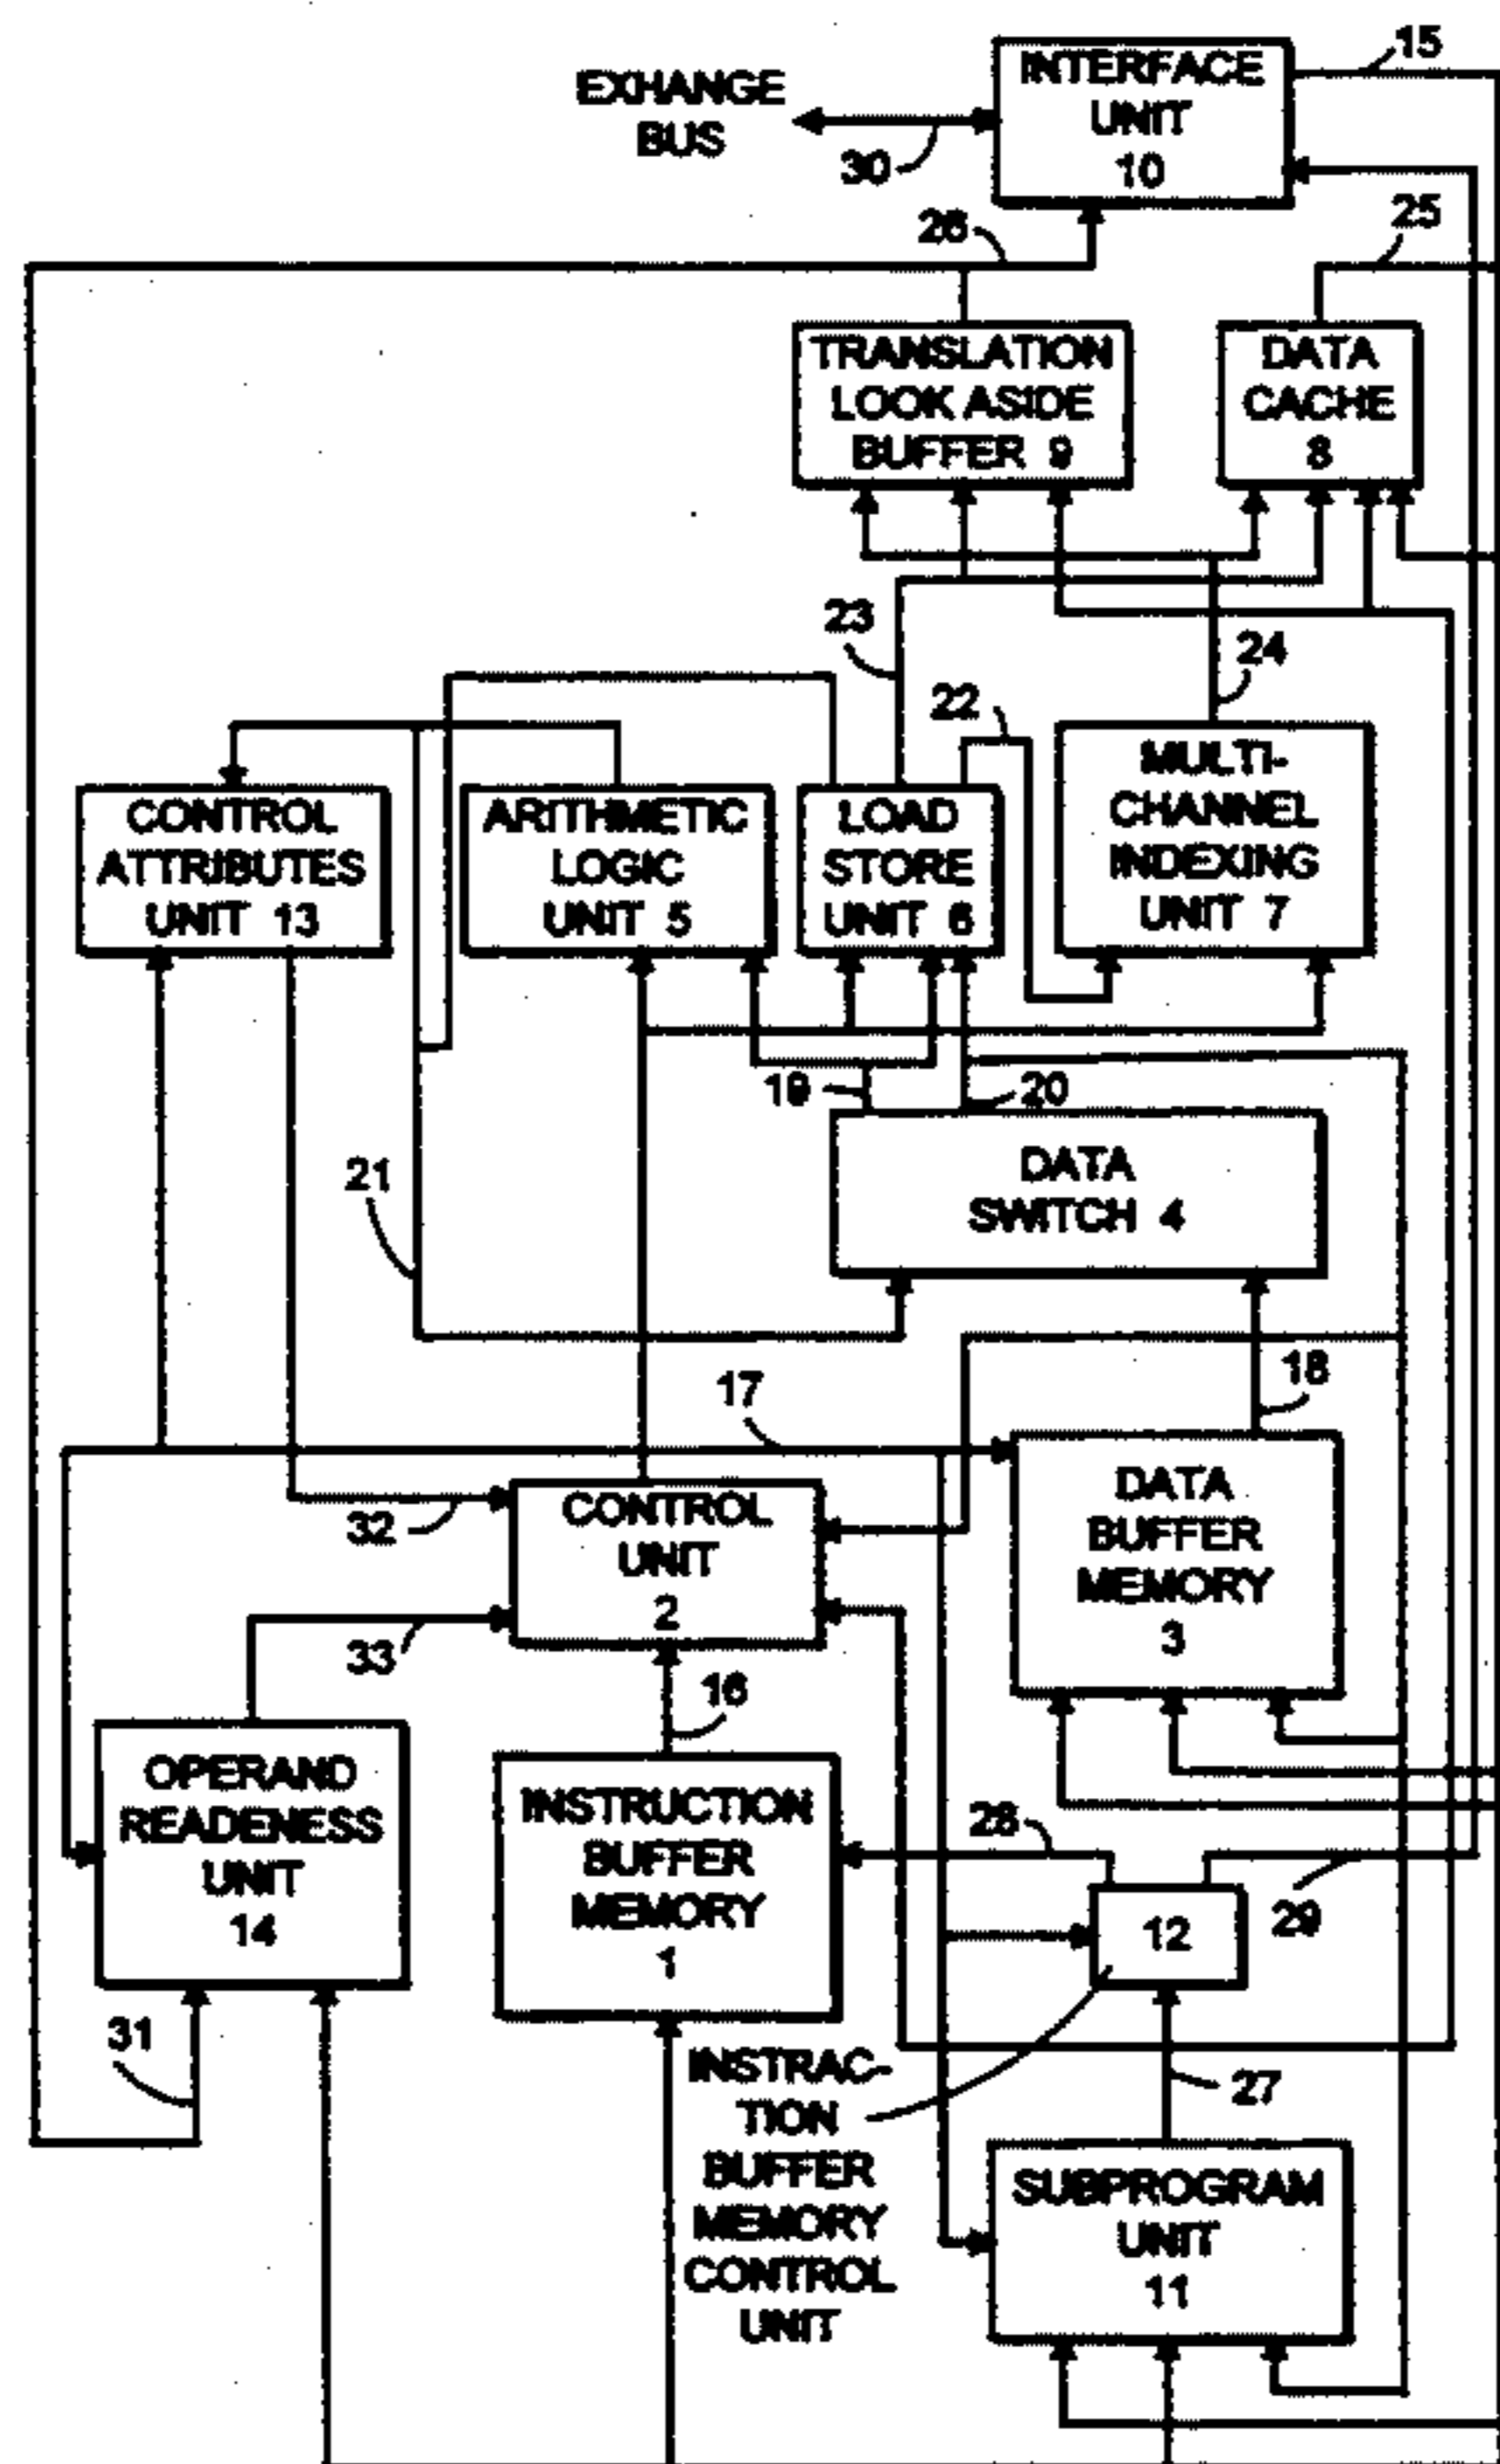 15
INTERFACE
UNIT
10
EXHANGE
BUS
30
26
25
TRANSLATION
LOOK ASIDE
BUFFER 9
DATA
CACHE
8
23
24
22
CONTROL
ATTRIBUTES
UNIT 13
ARITHMETIC
LOGIC
UNIT 5
LOAD
STORE
UNIT 6
MULTI-
CHANNEL
INDEXING
UNIT 7
19
20
21
DATA
SWITCH 4
18
17
32
CONTROL
UNIT
2
DATA
BUFFER
MEMORY
3
33
16
OPERAND
READENESS
UNIT
14
INSTRUCTION
BUFFER
MEMORY
1
28
12
29
31
INSTRAC-
TION
BUFFER
MEMORY
CONTROL
UNIT
27
SUBPROGRAM
UNIT
11